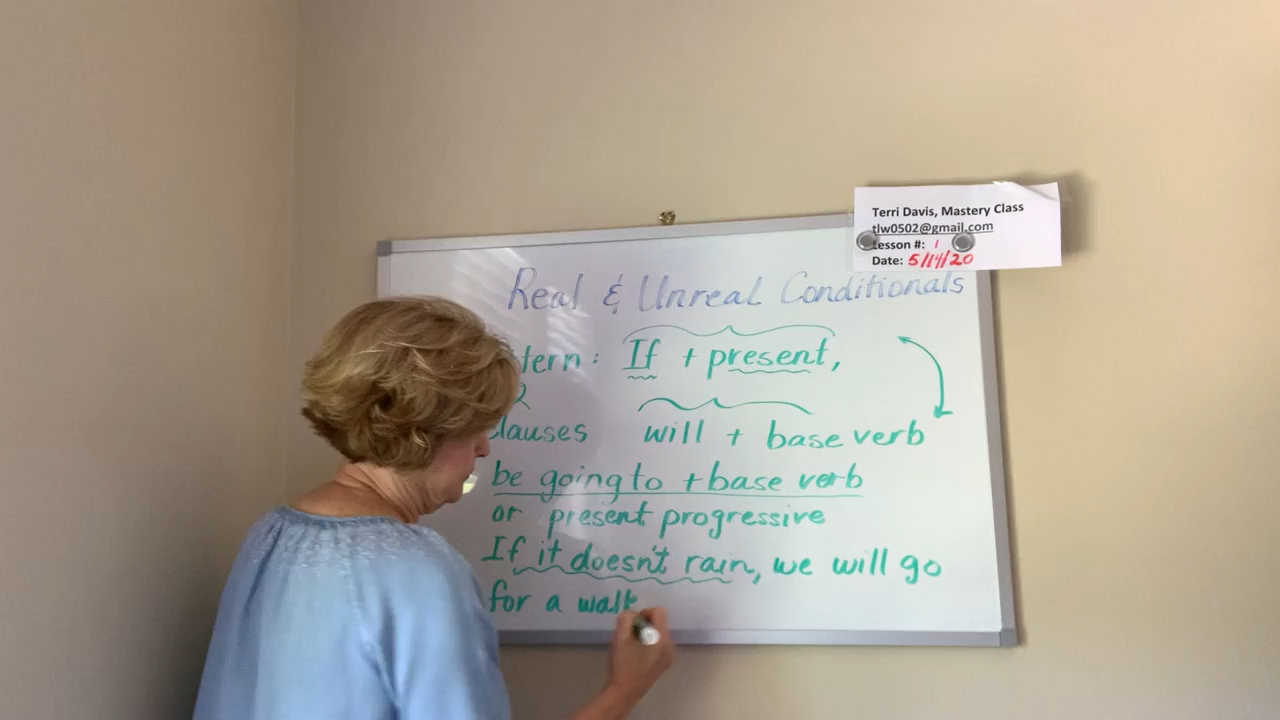 Terri Davis, Mastery Class
tlw0502@gmail.com
Lesson #: 1
Date: 5/14/20
Real & Unreal Conditionals
tern: If + present,
2
clauses will + base verb
be going to + base verb
or present progressive
If it doesn't rain, we will go
for a walk